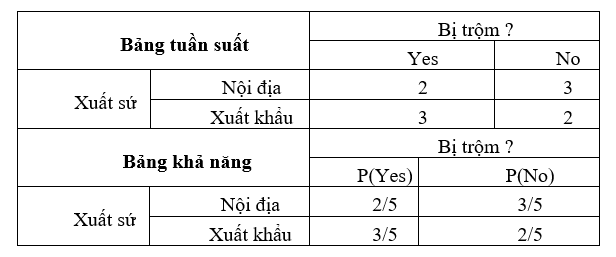 Bảng tuần suất Bị trộm ?
Yes No
Xuất sứ Nội địa 2 3
Xuất khẩu 3 2
Bảng khả năng Bị trộm ?
P(Yes) P(No)
Xuất sứ Nội địa 2/5 3/5
Xuất khẩu 3/5 2/5